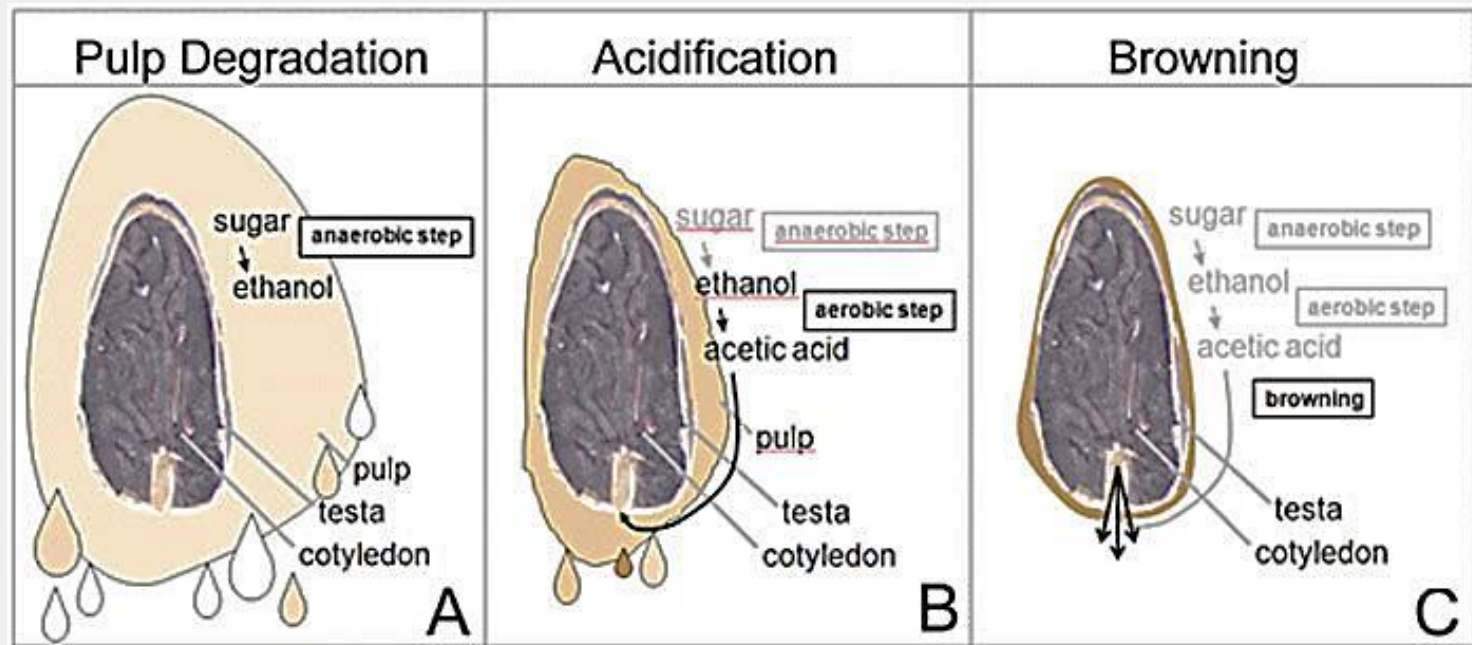 Pulp Degradation
Acidification
Browning
sugar
anaerobic step
ethanol
pulp
testa
cotyledon
A
sugar
anaerobic step
ethanol
aerobic step
acetic acid
pulp
testa
cotyledon
B
sugar
anaerobic step
ethanol
aerobic step
acetic acid
browning
testa
cotyledon
C